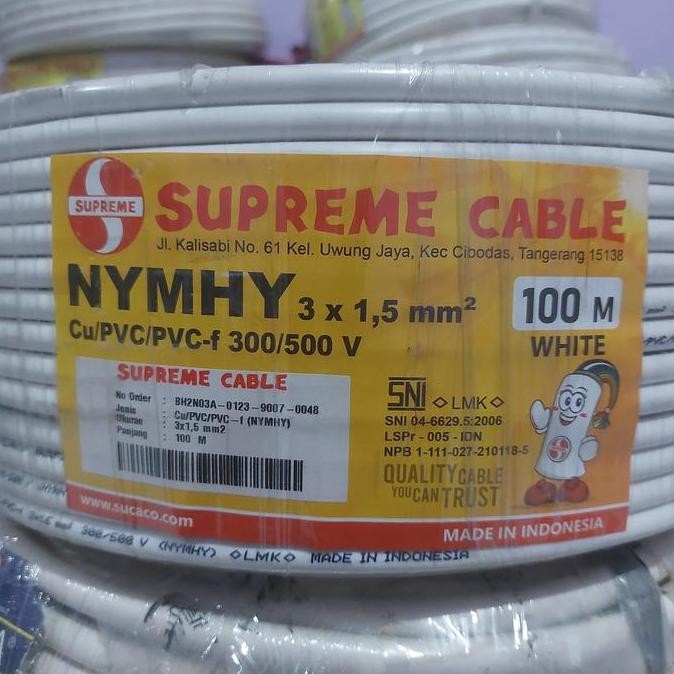 SUPREME
SUPREME CABLE
Jl. Kalisabi No. 61 Kel. Uwung Jaya, Kec Cibodas, Tangerang 15138
NYMHY 3 x 1,5 mm²
100 M
Cu/PVC/PVC-f 300/500 V
WHITE
SUPREME CABLE
No Order : BH2N03A-0123-9007-0048
Jenis : Cu/PVC/PVC-f (NYMHY)
Ukuran : 3x1,5 mm2
Panjang : 100 M
SNI LMK
SNI 04-6629.5:2006
LSPr - 005 - IDN
NPB 1-111-027-210118-5
QUALITY CABLE
YOU CAN TRUST
www.sucaco.com
MADE IN INDONESIA
300/500 V (NYMHY) LMK MADE IN INDONESIA